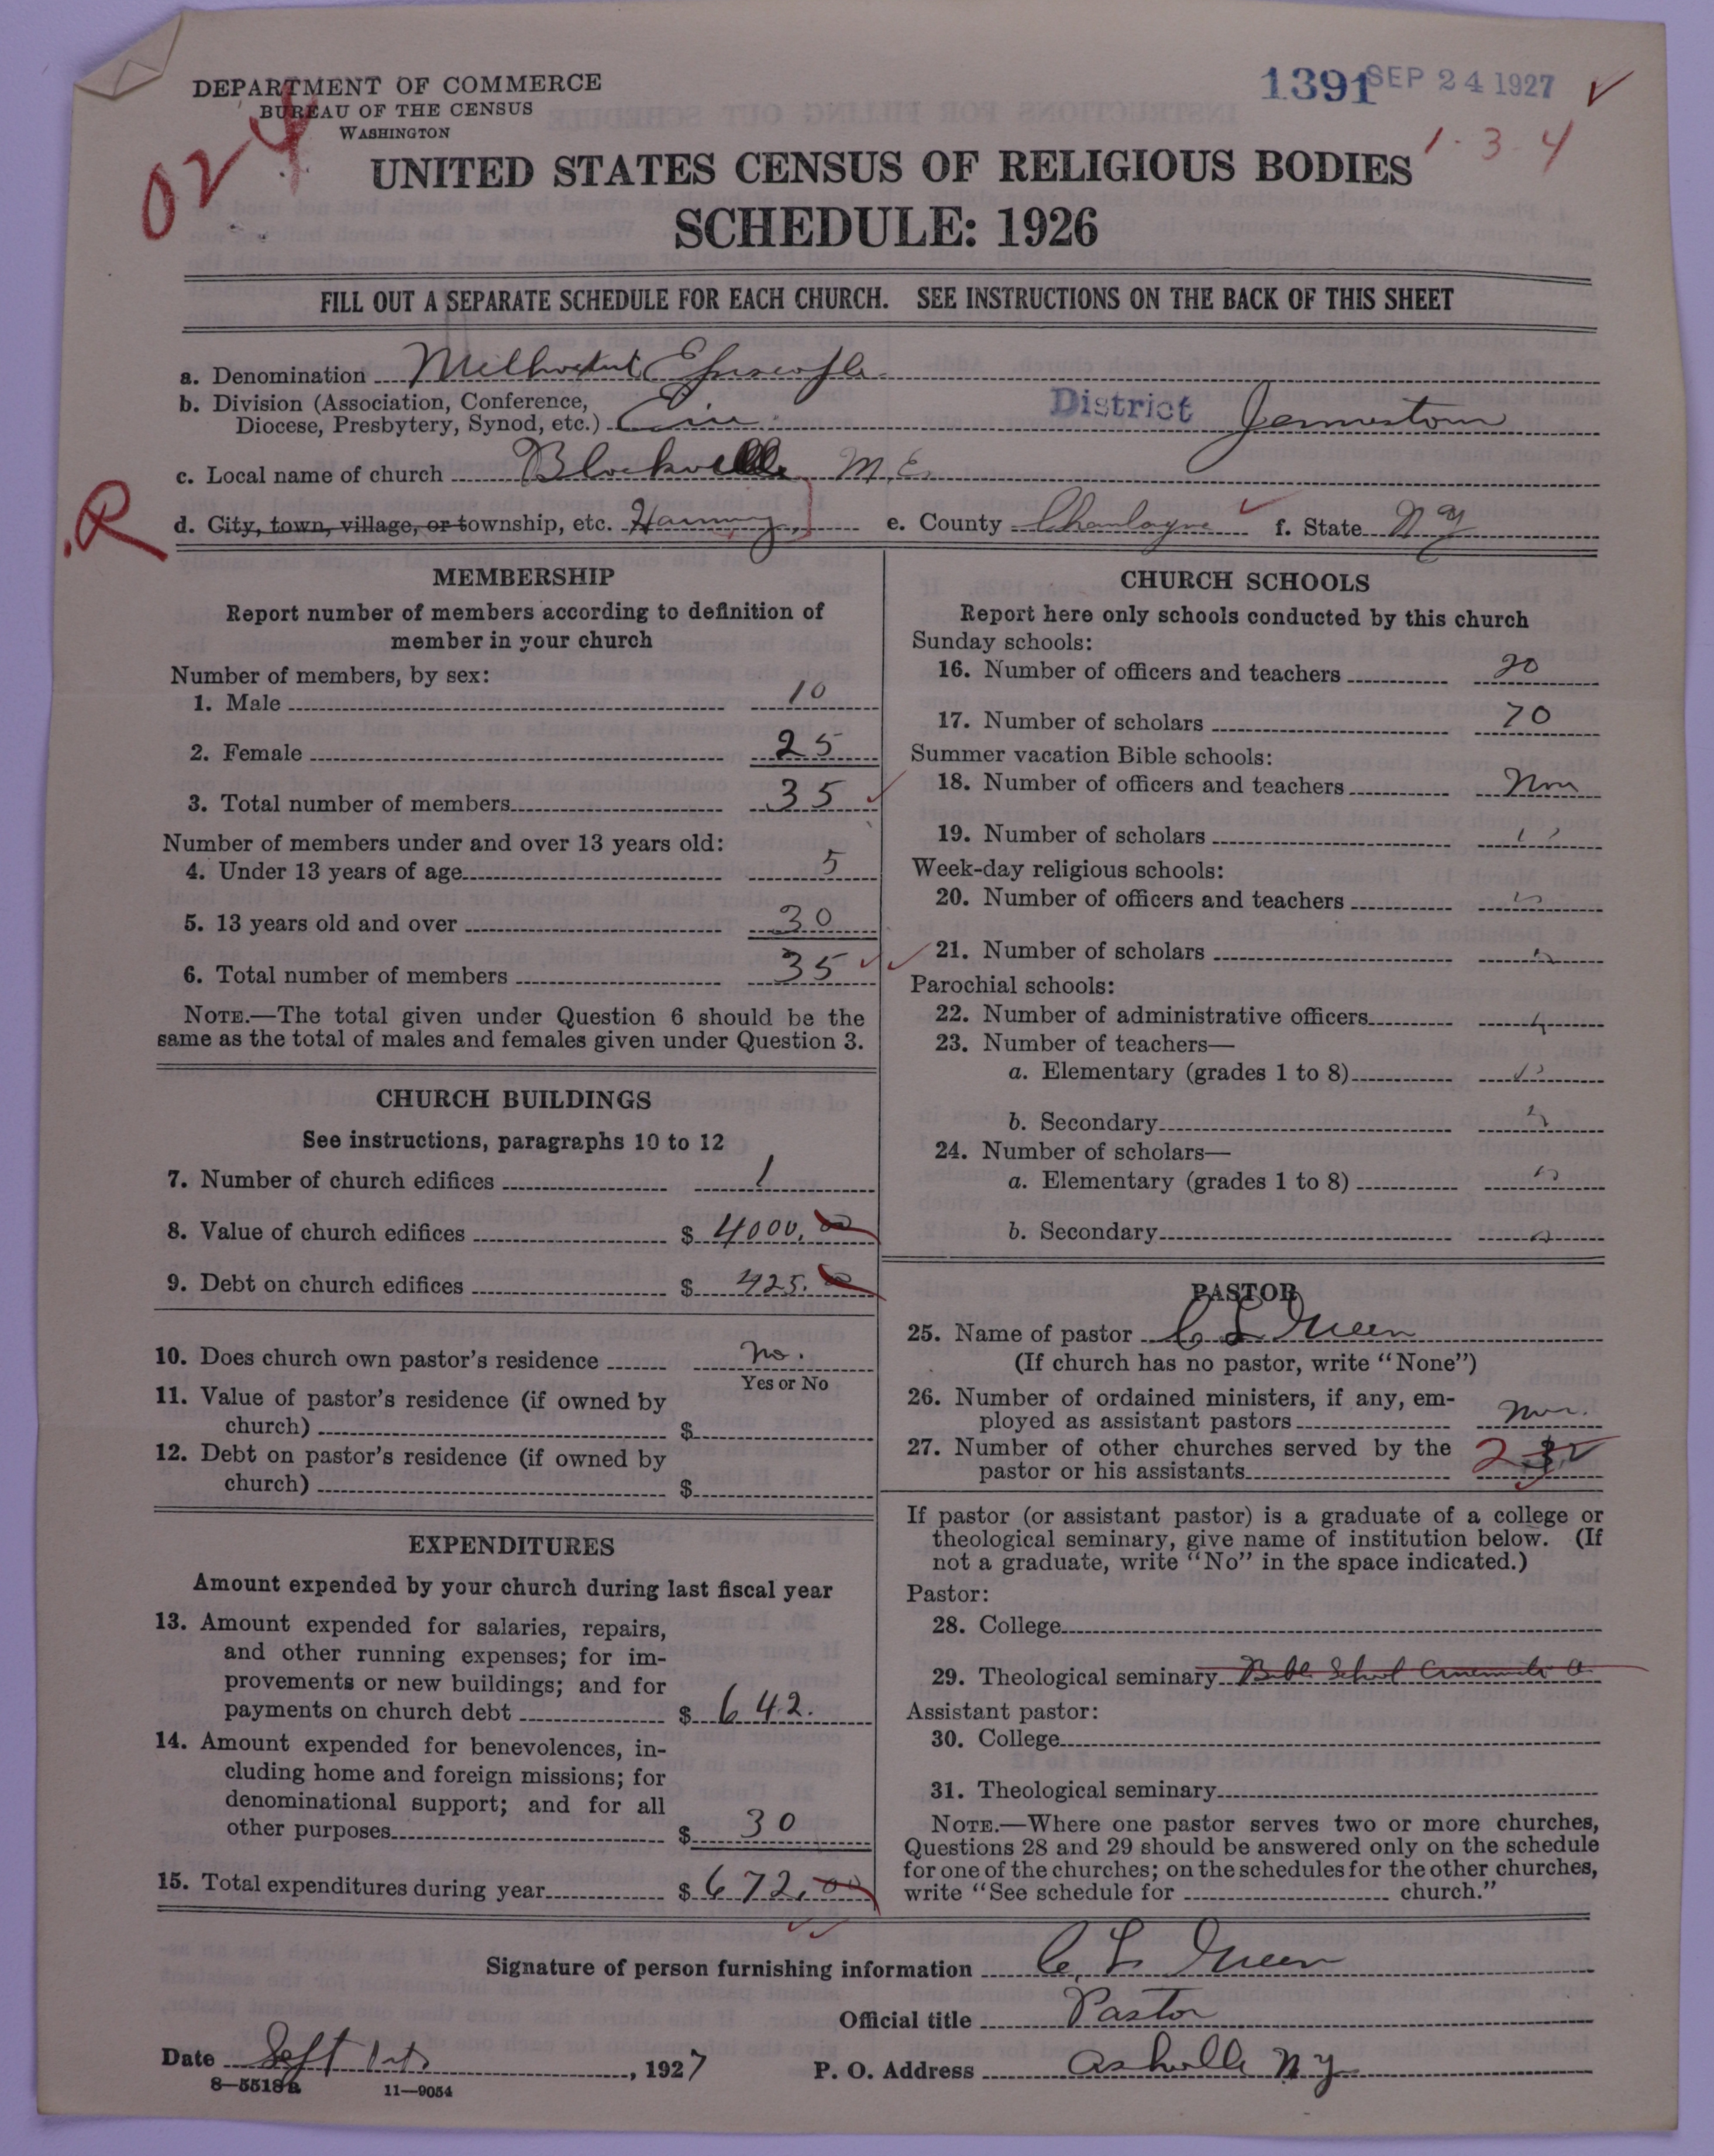 DEPARTMENT OF COMMERCE
BUREAU OF THE CENSUS
WASHINGTON
1391 SEP 24 1927
024
1-3-4
UNITED STATES CENSUS OF RELIGIOUS BODIES
SCHEDULE: 1926
FILL OUT A SEPARATE SCHEDULE FOR EACH CHURCH. SEE INSTRUCTIONS ON THE BACK OF THIS SHEET
a. Denomination Methodist Episcople
b. Division (Association, Conference, Diocese, Presbytery, Synod, etc.) Erie District Jamestown
c. Local name of church Blockville M.E.
R
d. City, town, village, or township, etc. Harmony, e. County Chautauqua f. State N Y
MEMBERSHIP
Report number of members according to definition of
member in your church
Number of members, by sex:
1. Male 10
2. Female 25
3. Total number of members 35
Number of members under and over 13 years old:
4. Under 13 years of age 5
5. 13 years old and over 30
6. Total number of members 35
NOTE.—The total given under Question 6 should be the
same as the total of males and females given under Question 3.
CHURCH BUILDINGS
See instructions, paragraphs 10 to 12
7. Number of church edifices 1
8. Value of church edifices $ 4000.00
9. Debt on church edifices $ 425.00
10. Does church own pastor's residence no.
Yes or No
11. Value of pastor's residence (if owned by
church) $
12. Debt on pastor's residence (if owned by
church) $
EXPENDITURES
Amount expended by your church during last fiscal year
13. Amount expended for salaries, repairs,
and other running expenses; for im-
provements or new buildings; and for
payments on church debt $ 642.
14. Amount expended for benevolences, in-
cluding home and foreign missions; for
denominational support; and for all
other purposes $ 30
15. Total expenditures during year $ 672.00
CHURCH SCHOOLS
Report here only schools conducted by this church
Sunday schools:
16. Number of officers and teachers 20
17. Number of scholars 70
Summer vacation Bible schools:
18. Number of officers and teachers
19. Number of scholars
Week-day religious schools:
20. Number of officers and teachers
21. Number of scholars
Parochial schools:
22. Number of administrative officers
23. Number of teachers—
a. Elementary (grades 1 to 8)
b. Secondary
24. Number of scholars—
a. Elementary (grades 1 to 8)
b. Secondary
PASTOR
25. Name of pastor C L Green
(If church has no pastor, write "None")
26. Number of ordained ministers, if any, em-
ployed as assistant pastors
27. Number of other churches served by the
pastor or his assistants 2
If pastor (or assistant pastor) is a graduate of a college or
theological seminary, give name of institution below. (If
not a graduate, write "No" in the space indicated.)
Pastor:
28. College
29. Theological seminary Bible School Cincinnati O.
Assistant pastor:
30. College
31. Theological seminary
NOTE.—Where one pastor serves two or more churches,
Questions 28 and 29 should be answered only on the schedule
for one of the churches; on the schedules for the other churches,
write "See schedule for church."
Signature of person furnishing information C. L. Green
Official title Pastor
Date Sept 1st, 1927 P. O. Address Ashville N Y
8—5518a 11—9054